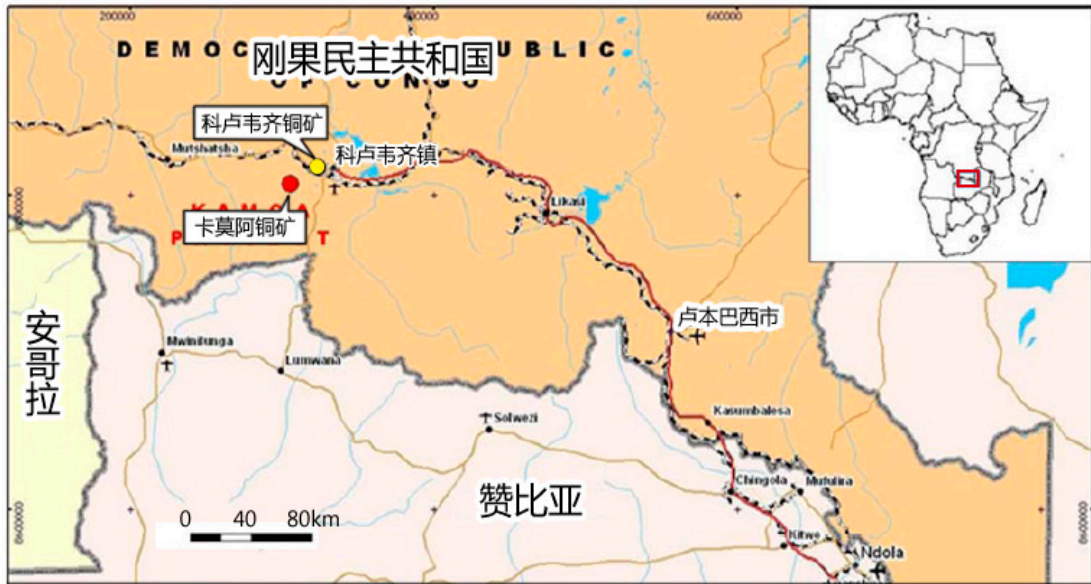 200000
600000
DEMOC
UBLIC
刚果民主共和国
OF CONGO
科卢韦齐铜矿
Mutshatsha
科卢韦齐镇
K A M O A
卡莫阿铜矿
P
T
Likasi
安哥拉
卢本巴西市
Mwinilunga
Lumwana
Kasumbalesa
Solwezi
赞比亚
Chingola
Mufulira
0 40 80km
Kitwe
Ndola